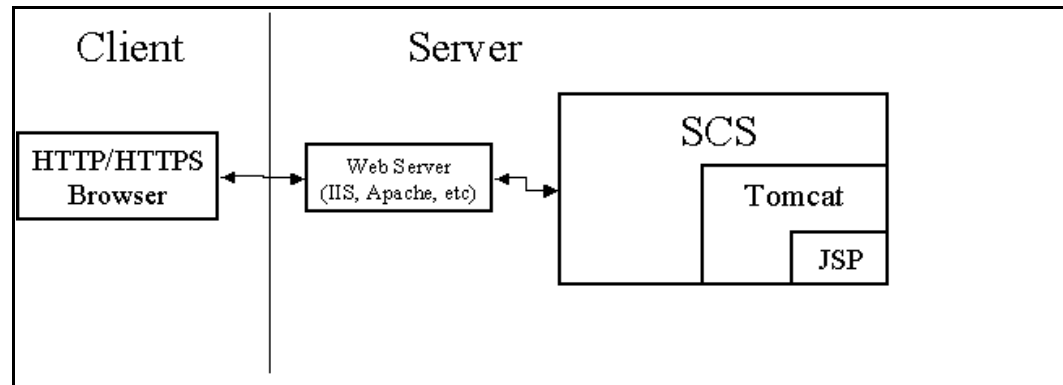 Client
Server
HTTP/HTTPS
Browser
Web Server
(IIS, Apache, etc)
SCS
Tomcat
JSP